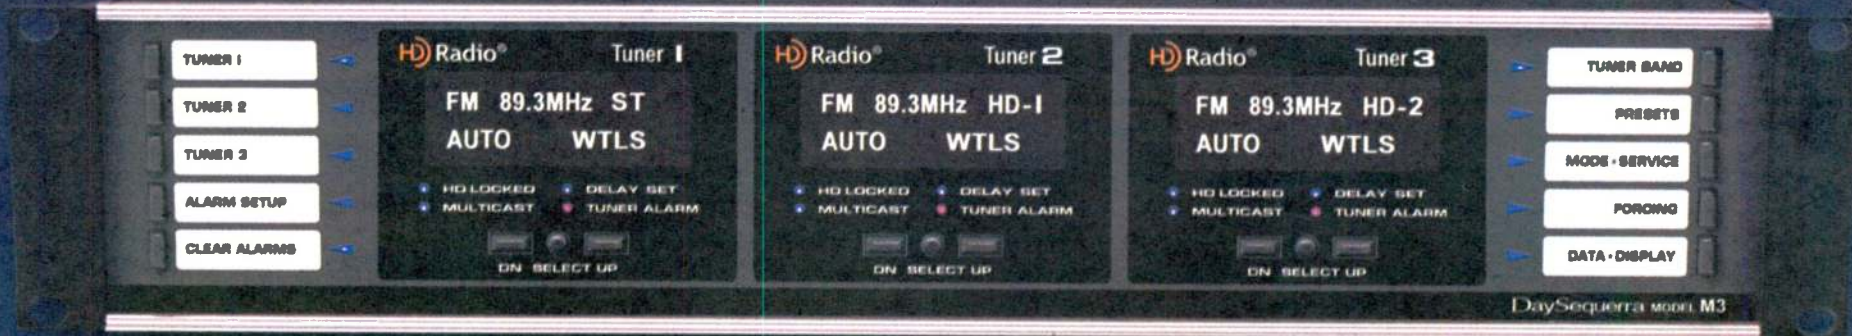 TUNER 1
TUNER 2
TUNER 3
ALARM SETUP
CLEAR ALARMS
HD Radio® Tuner 1
FM 89.3MHz ST
AUTO WTLS
HD LOCKED DELAY SET
MULTICAST TUNER ALARM
DN SELECT UP
HD Radio® Tuner 2
FM 89.3MHz HD-1
AUTO WTLS
HD LOCKED DELAY SET
MULTICAST TUNER ALARM
DN SELECT UP
HD Radio® Tuner 3
FM 89.3MHz HD-2
AUTO WTLS
HD LOCKED DELAY SET
MULTICAST TUNER ALARM
DN SELECT UP
TUNER BAND
PRESETS
MODE · SERVICE
FORCING
DATA · DISPLAY
DaySequerra MODEL M3